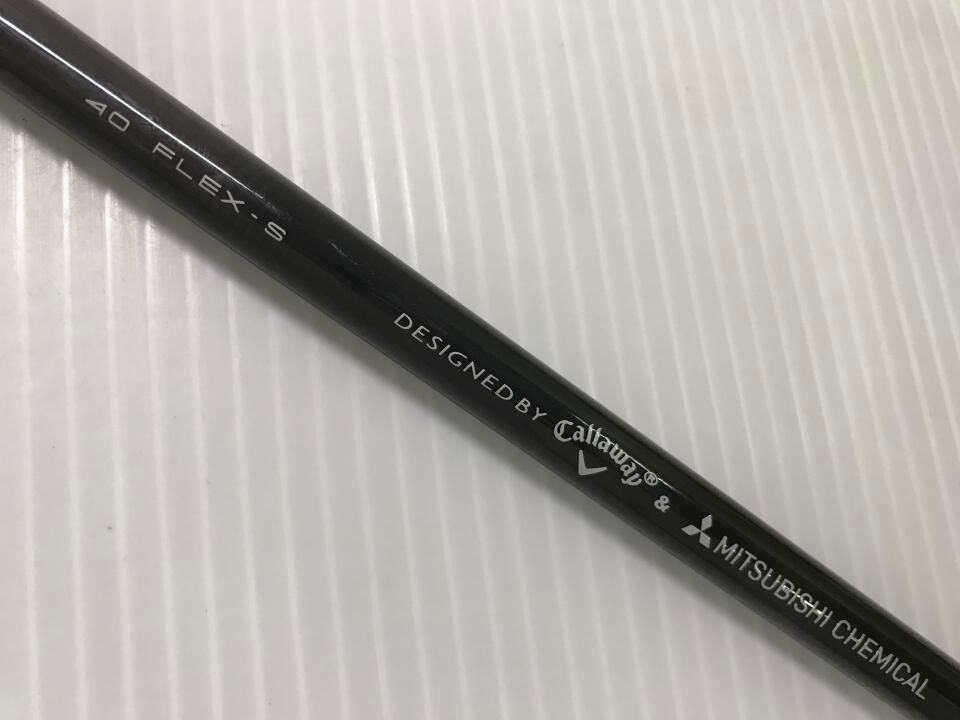 40 FLEX-S
DESIGNED BY Callaway® & MITSUBISHI CHEMICAL